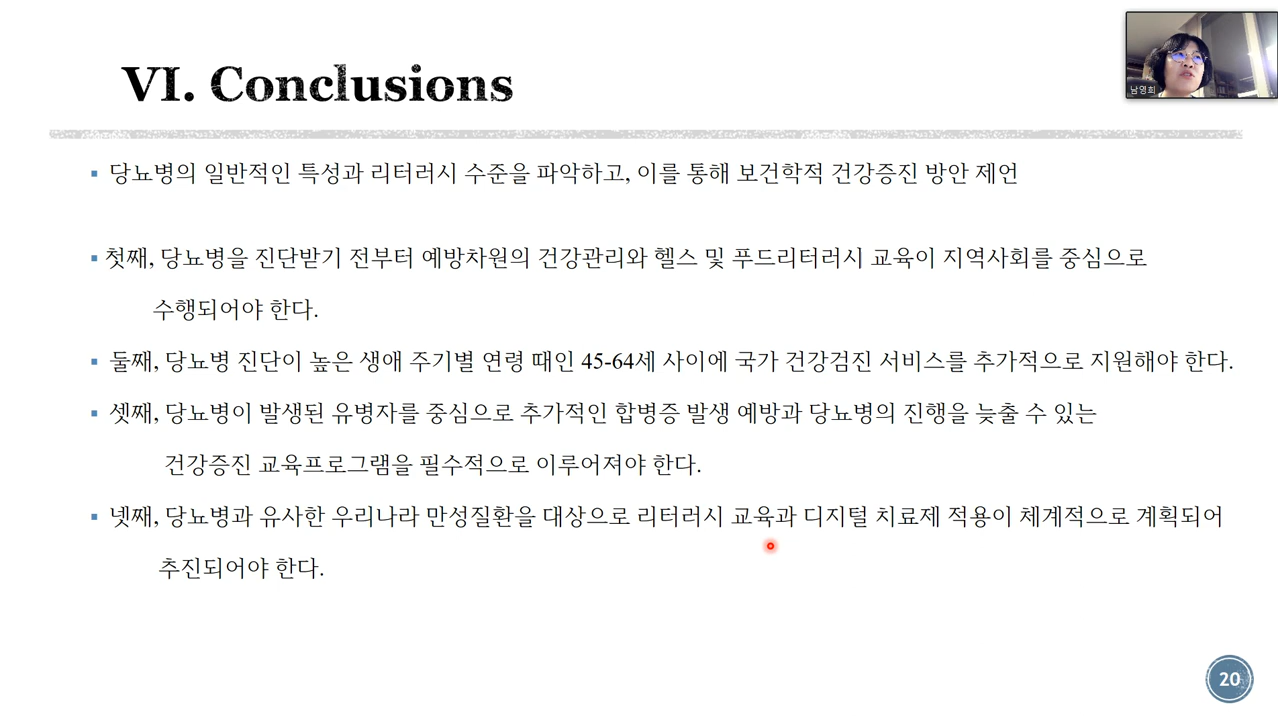 남영희
VI. Conclusions
▪ 당뇨병의 일반적인 특성과 리터러시 수준을 파악하고, 이를 통해 보건학적 건강증진 방안 제언
▪ 첫째, 당뇨병을 진단받기 전부터 예방차원의 건강관리와 헬스 및 푸드리터러시 교육이 지역사회를 중심으로
수행되어야 한다.
▪ 둘째, 당뇨병 진단이 높은 생애 주기별 연령 때인 45-64세 사이에 국가 건강검진 서비스를 추가적으로 지원해야 한다.
▪ 셋째, 당뇨병이 발생된 유병자를 중심으로 추가적인 합병증 발생 예방과 당뇨병의 진행을 늦출 수 있는
건강증진 교육프로그램을 필수적으로 이루어져야 한다.
▪ 넷째, 당뇨병과 유사한 우리나라 만성질환을 대상으로 리터러시 교육과 디지털 치료제 적용이 체계적으로 계획되어
추진되어야 한다.
20